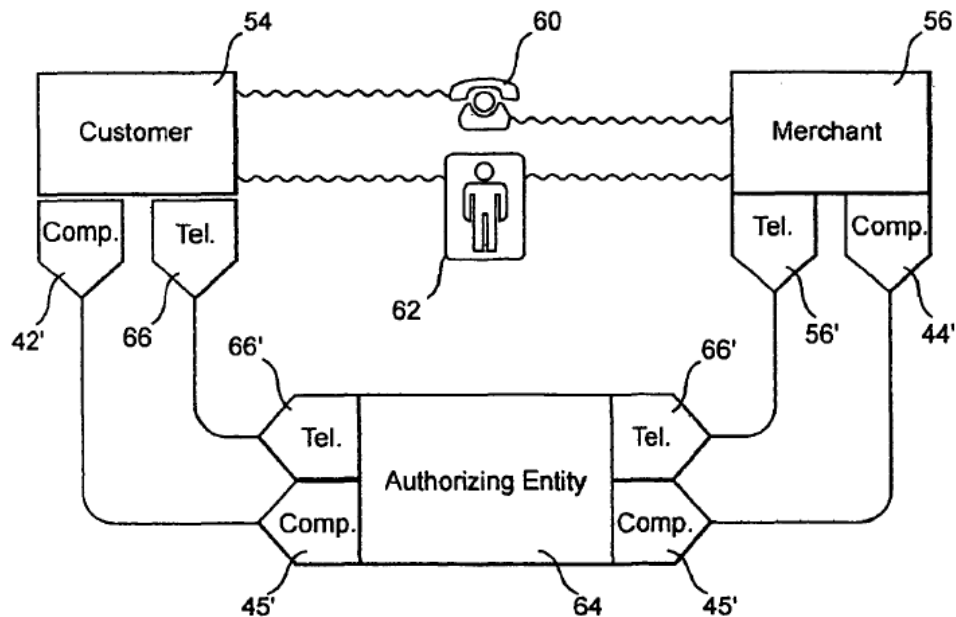 54
60
56
Customer
Merchant
Comp.
Tel.
Tel.
Comp.
42'
66
62
56'
44'
66'
66'
Tel.
Tel.
Authorizing Entity
Comp.
Comp.
45'
64
45'